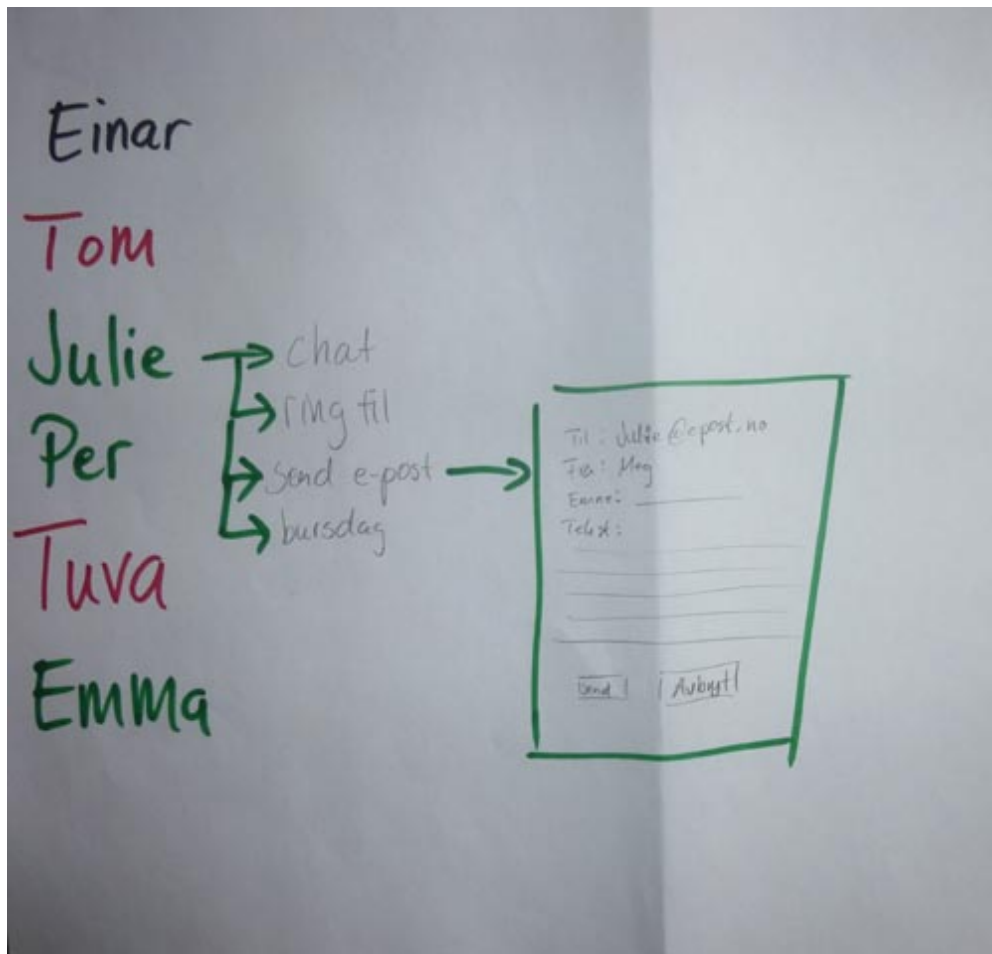 Einar
Tom
Julie
chat
ring til
Per
send e-post
bursdag
Tuva
Emma
Til: Julie@epost.no
Fra: Meg
Emne:
Tekst:
Send
Avbryt